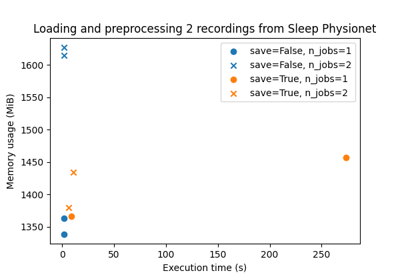 Loading and preprocessing 2 recordings from Sleep Physionet
save=False, n_jobs=1
save=False, n_jobs=2
save=True, n_jobs=1
save=True, n_jobs=2
Memory usage (MiB)
1600
1550
1500
1450
1400
1350
0 50 100 150 200 250
Execution time (s)